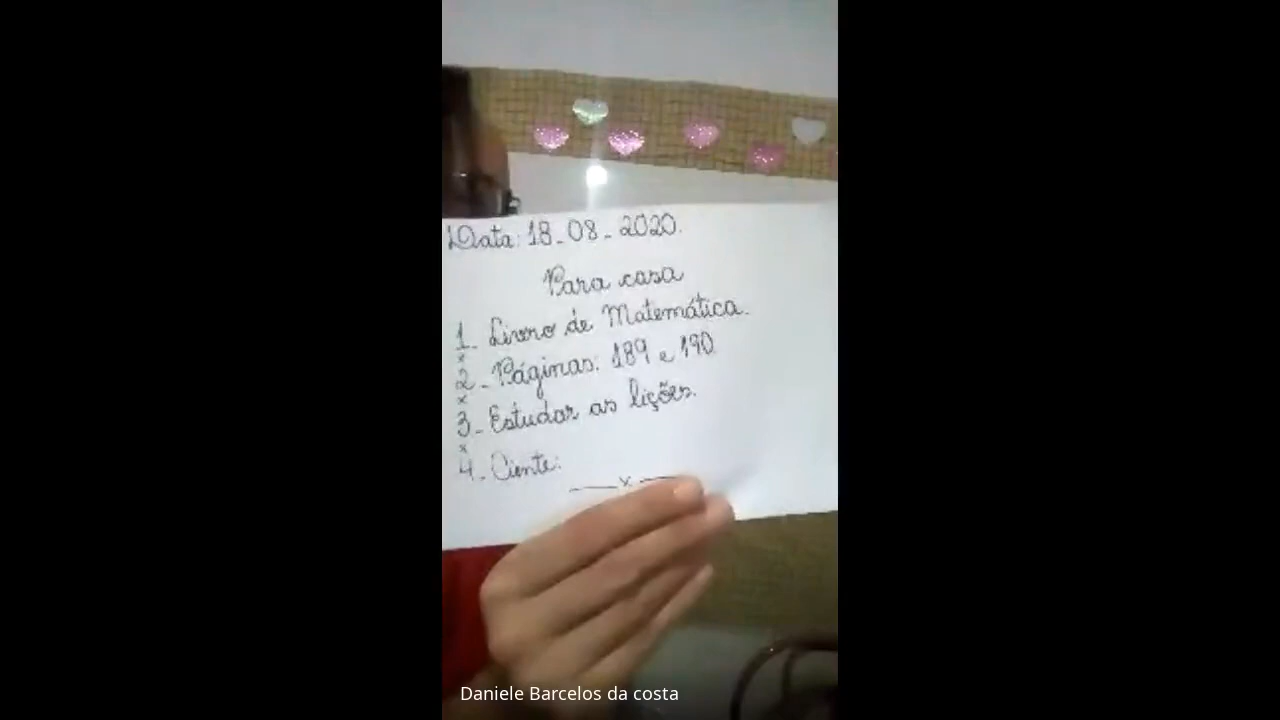 Data: 18-08-2020.
Para casa
1- Livro de Matemática.
x
2- Páginas: 189 e 190
x
3- Estudar as lições.
x
4- Ciente:
——x——
Daniele Barcelos da costa